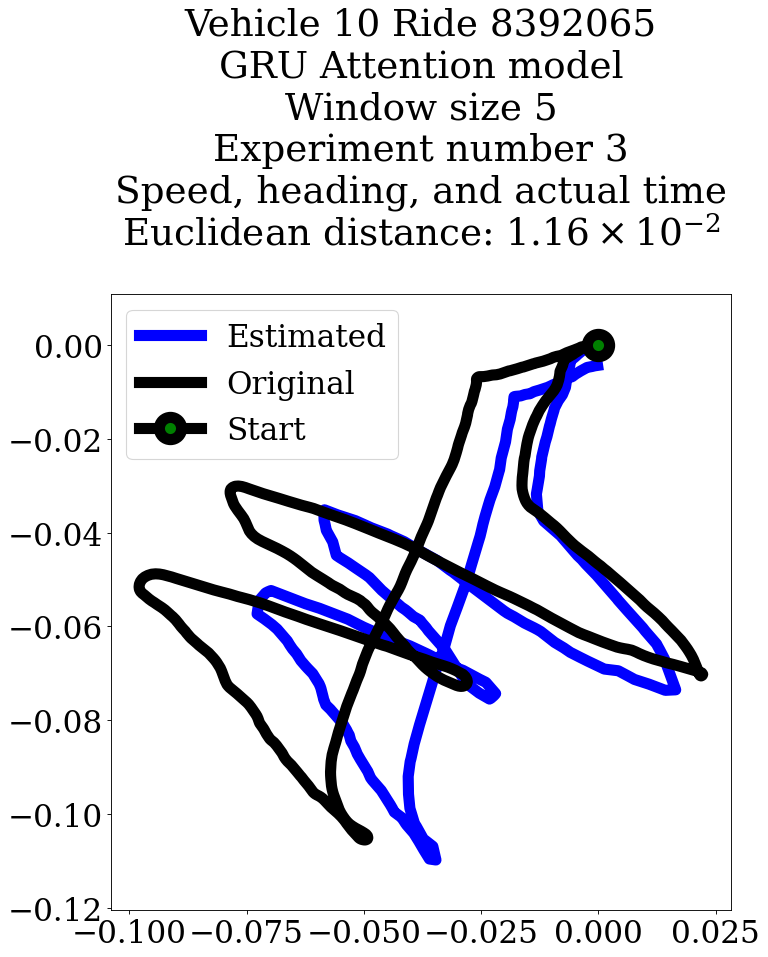 Vehicle 10 Ride 8392065
GRU Attention model
Window size 5
Experiment number 3
Speed, heading, and actual time
Euclidean distance: 1.16 × 10⁻²
Estimated
Original
Start
0.00
−0.02
−0.04
−0.06
−0.08
−0.10
−0.12
−0.100 −0.075 −0.050 −0.025 0.000 0.025